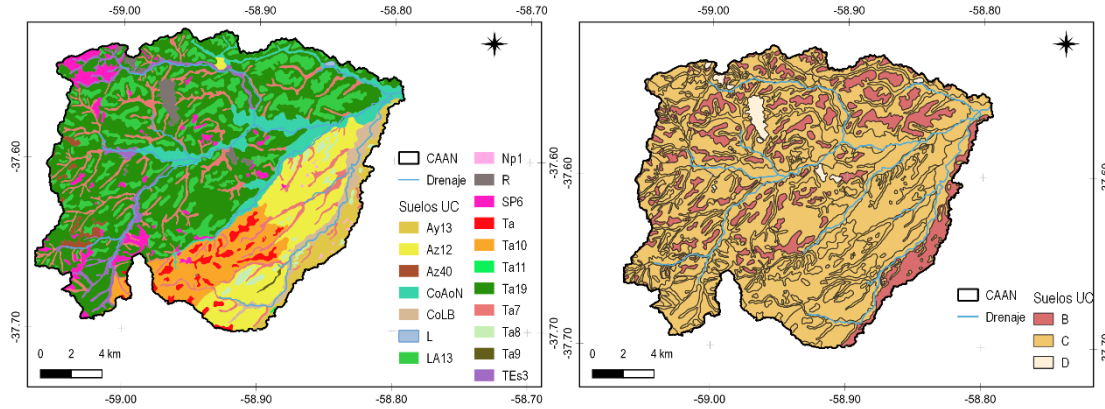 -59.00
-58.90
-58.80
-37.60
-37.70
CAAN
Drenaje
Suelos UC
Ay13
Az12
Az40
CoAoN
CoLB
L
LA13
Np1
R
SP6
Ta
Ta10
Ta11
Ta19
Ta7
Ta8
Ta9
TEs3
0 2 4 km
-59.00
-58.90
-58.80
-59.00
-58.90
-58.80
-37.60
-37.70
-37.60
-37.70
CAAN
Drenaje
Suelos UC
B
C
D
0 2 4 km
-59.00
-58.90
-58.80